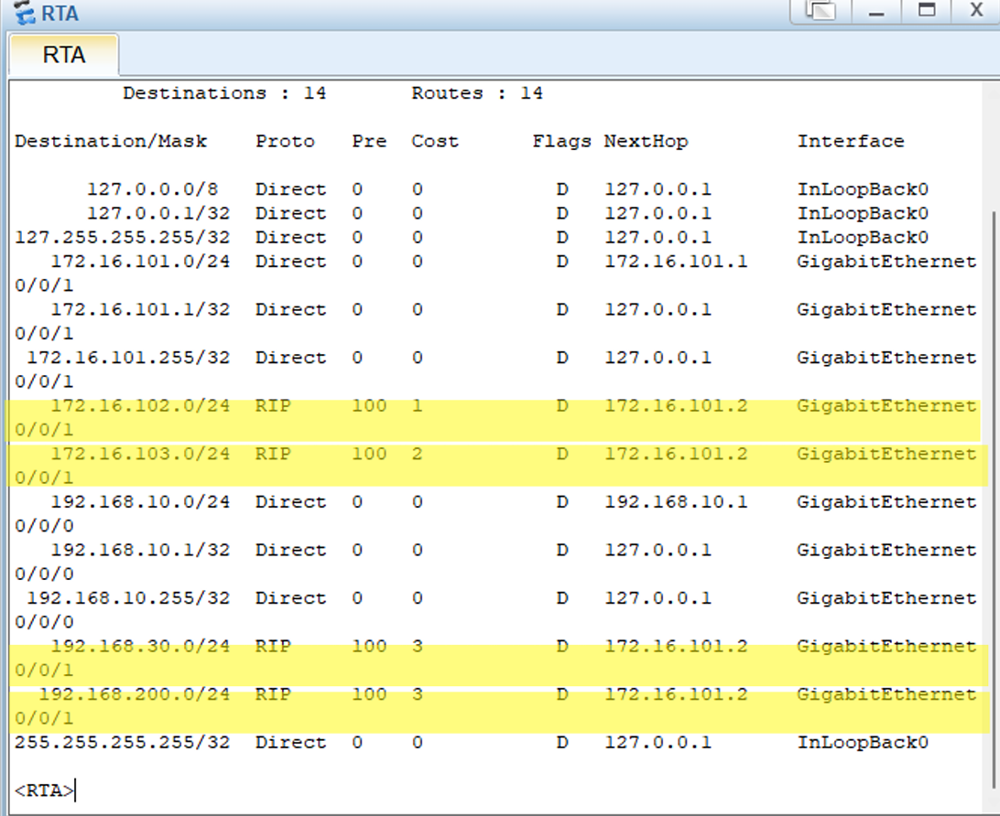 RTA
RTA
Destinations : 14 Routes : 14
Destination/Mask Proto Pre Cost Flags NextHop Interface
127.0.0.0/8 Direct 0 0 D 127.0.0.1 InLoopBack0
127.0.0.1/32 Direct 0 0 D 127.0.0.1 InLoopBack0
127.255.255.255/32 Direct 0 0 D 127.0.0.1 InLoopBack0
172.16.101.0/24 Direct 0 0 D 172.16.101.1 GigabitEthernet
0/0/1
172.16.101.1/32 Direct 0 0 D 127.0.0.1 GigabitEthernet
0/0/1
172.16.101.255/32 Direct 0 0 D 127.0.0.1 GigabitEthernet
0/0/1
172.16.102.0/24 RIP 100 1 D 172.16.101.2 GigabitEthernet
0/0/1
172.16.103.0/24 RIP 100 2 D 172.16.101.2 GigabitEthernet
0/0/1
192.168.10.0/24 Direct 0 0 D 192.168.10.1 GigabitEthernet
0/0/0
192.168.10.1/32 Direct 0 0 D 127.0.0.1 GigabitEthernet
0/0/0
192.168.10.255/32 Direct 0 0 D 127.0.0.1 GigabitEthernet
0/0/0
192.168.30.0/24 RIP 100 3 D 172.16.101.2 GigabitEthernet
0/0/1
192.168.200.0/24 RIP 100 3 D 172.16.101.2 GigabitEthernet
0/0/1
255.255.255.255/32 Direct 0 0 D 127.0.0.1 InLoopBack0
<RTA>